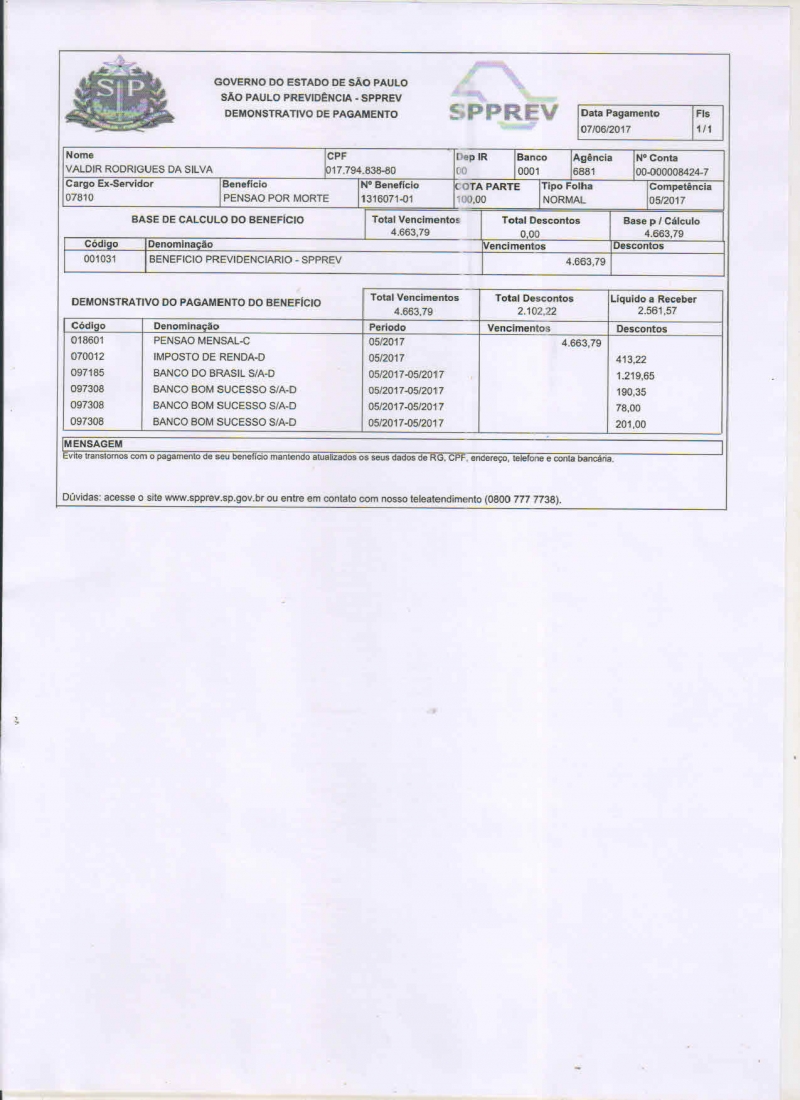 SP
GOVERNO DO ESTADO DE SÃO PAULO
SÃO PAULO PREVIDÊNCIA - SPPREV
DEMONSTRATIVO DE PAGAMENTO
SPPREV
Data Pagamento Fls
07/06/2017 1/1
Nome CPF Dep IR Banco Agência Nº Conta
VALDIR RODRIGUES DA SILVA 017.794.838-80 00 0001 6881 00-000008424-7
Cargo Ex-Servidor Benefício Nº Benefício COTA PARTE Tipo Folha Competência
07810 PENSAO POR MORTE 1316071-01 100,00 NORMAL 05/2017
BASE DE CALCULO DO BENEFÍCIO Total Vencimentos Total Descontos Base p / Cálculo
4.663,79 0,00 4.663,79
Código Denominação Vencimentos Descontos
001031 BENEFICIO PREVIDENCIARIO - SPPREV 4.663,79
DEMONSTRATIVO DO PAGAMENTO DO BENEFÍCIO Total Vencimentos Total Descontos Líquido a Receber
4.663,79 2.102,22 2.561,57
Código Denominação Periodo Vencimentos Descontos
018601 PENSAO MENSAL-C 05/2017 4.663,79
070012 IMPOSTO DE RENDA-D 05/2017 413,22
097185 BANCO DO BRASIL S/A-D 05/2017-05/2017 1.219,65
097308 BANCO BOM SUCESSO S/A-D 05/2017-05/2017 190,35
097308 BANCO BOM SUCESSO S/A-D 05/2017-05/2017 78,00
097308 BANCO BOM SUCESSO S/A-D 05/2017-05/2017 201,00
MENSAGEM
Evite transtornos com o pagamento de seu benefício mantendo atualizados os seus dados de RG, CPF, endereço, telefone e conta bancária.
Dúvidas: acesse o site www.spprev.sp.gov.br ou entre em contato com nosso teleatendimento (0800 777 7738).